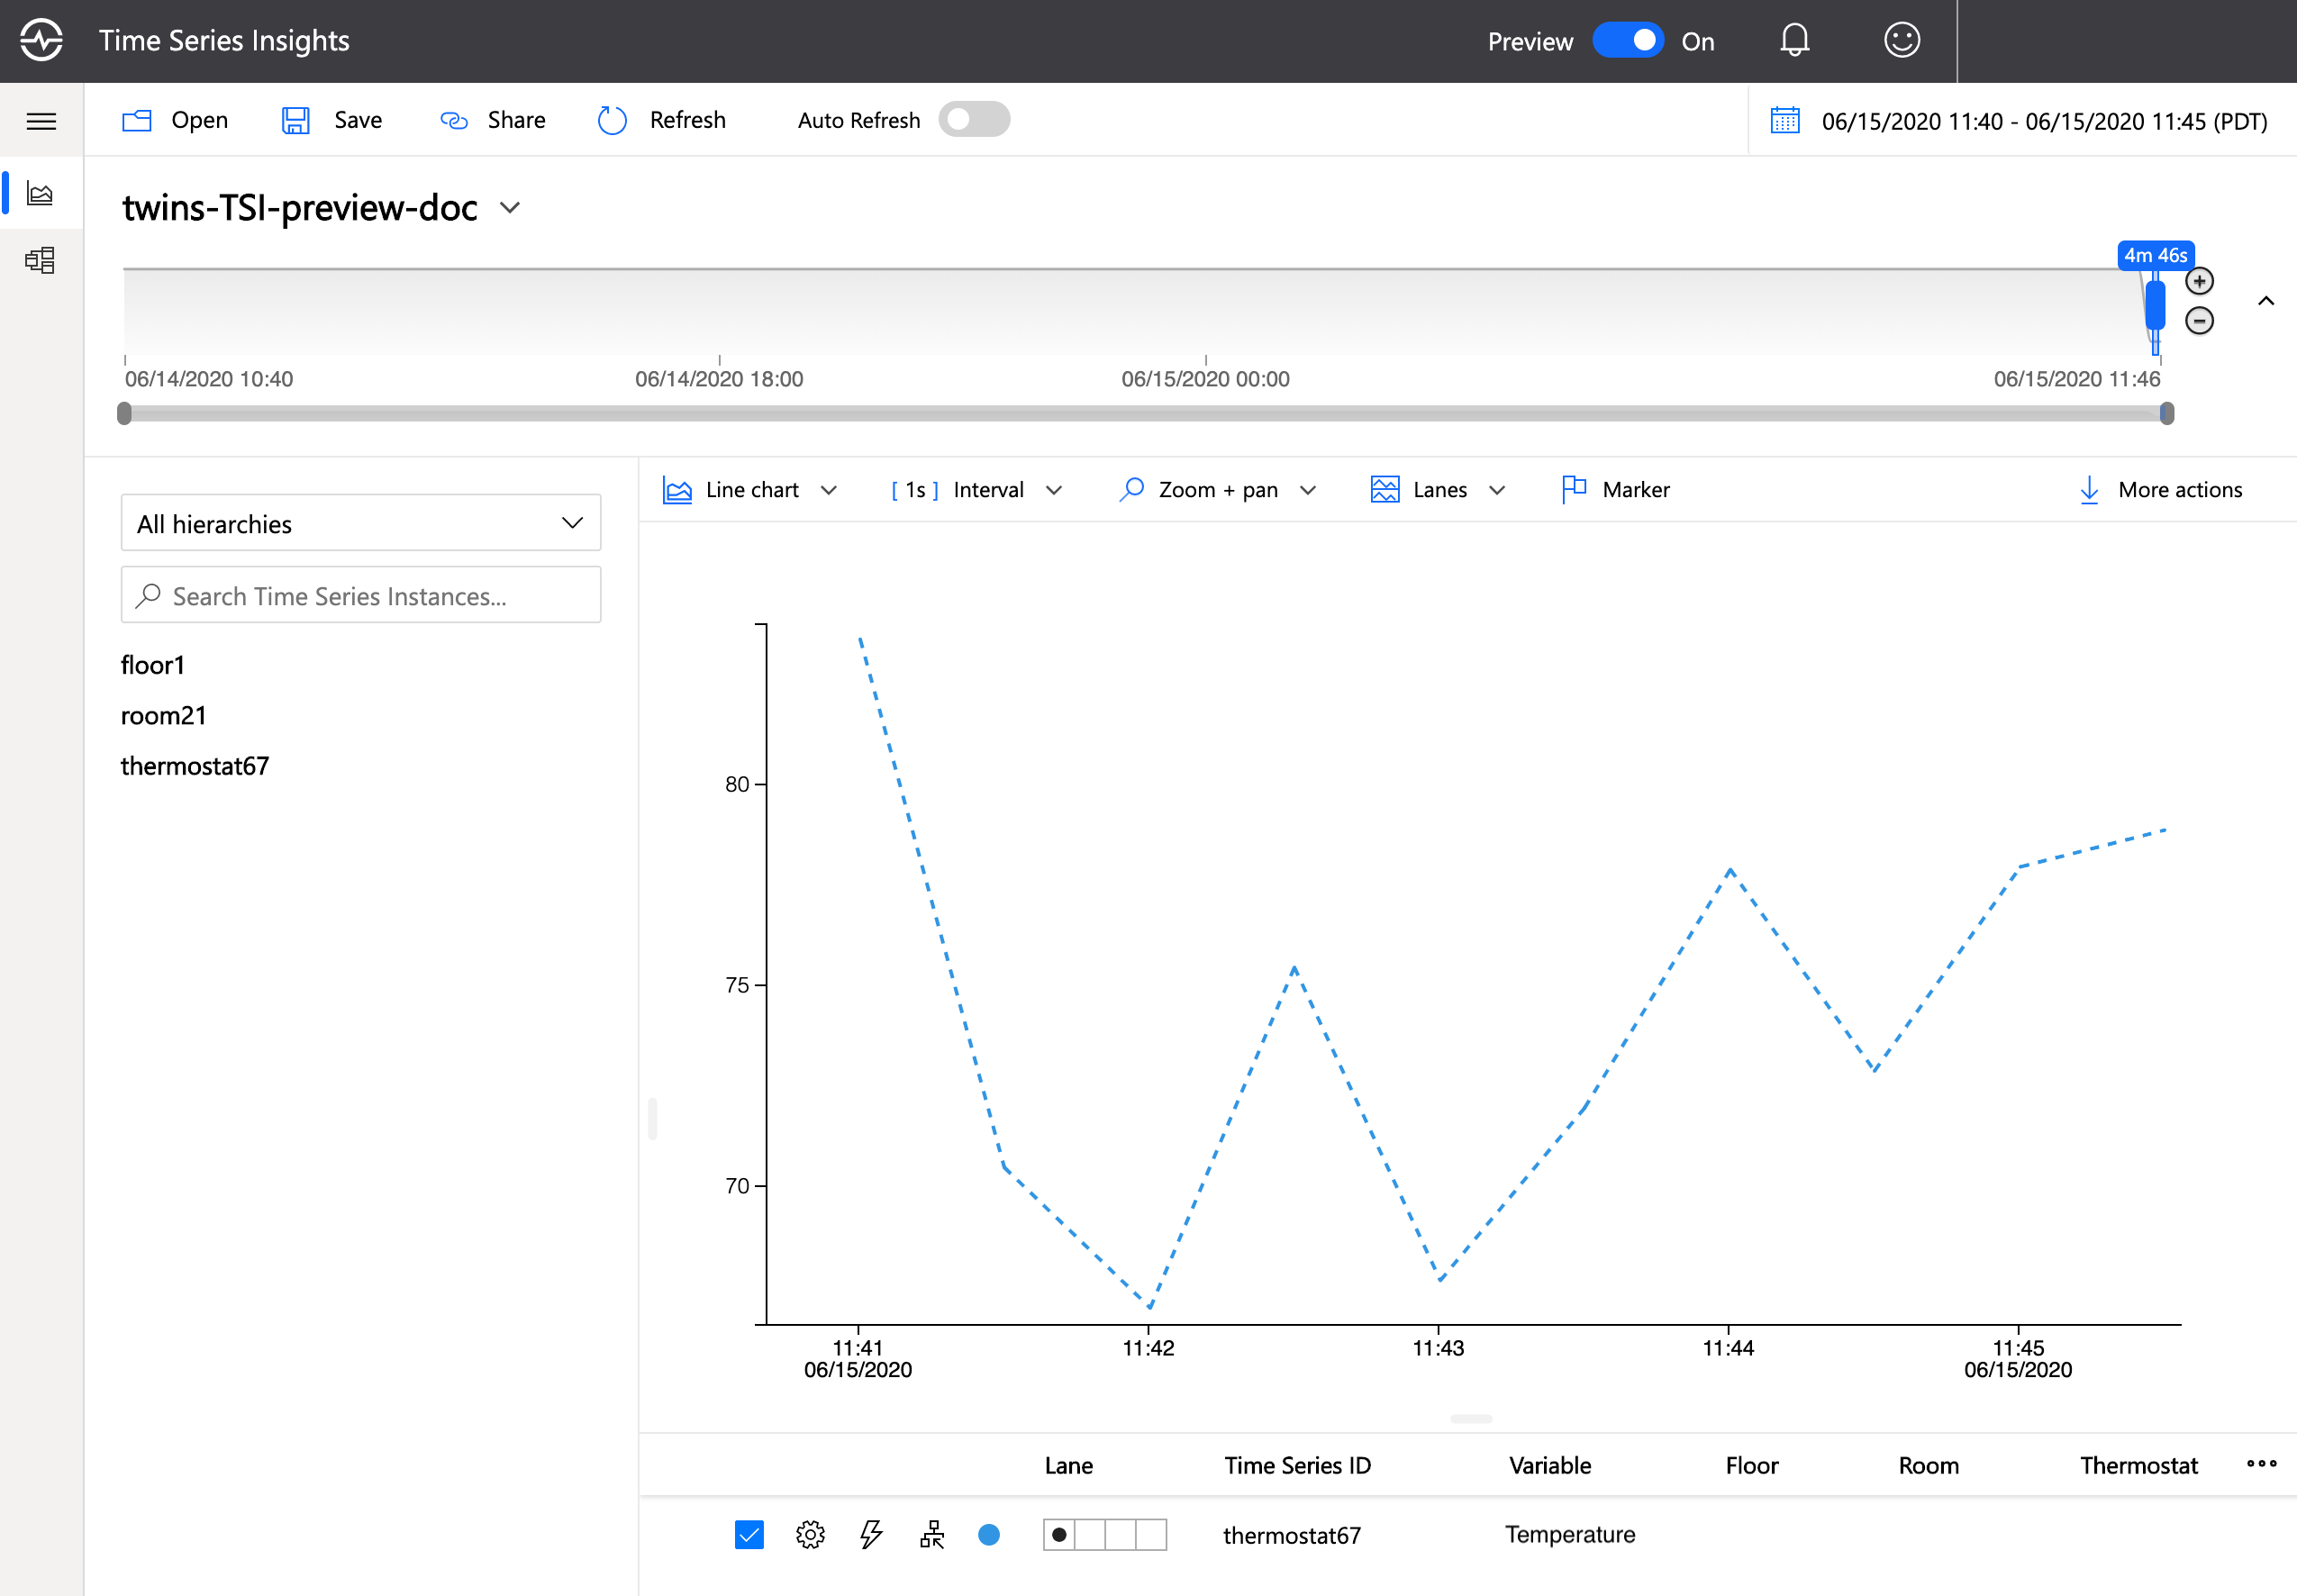 Time Series Insights
Preview On
Open Save Share Refresh Auto Refresh
06/15/2020 11:40 - 06/15/2020 11:45 (PDT)
twins-TSI-preview-doc
4m 46s
06/14/2020 10:40 06/14/2020 18:00 06/15/2020 00:00 06/15/2020 11:46
Line chart [ 1s ] Interval Zoom + pan Lanes Marker More actions
All hierarchies
Search Time Series Instances...
floor1
room21
thermostat67
80
75
70
11:41 11:42 11:43 11:44 11:45
06/15/2020 06/15/2020
Lane Time Series ID Variable Floor Room Thermostat
thermostat67 Temperature